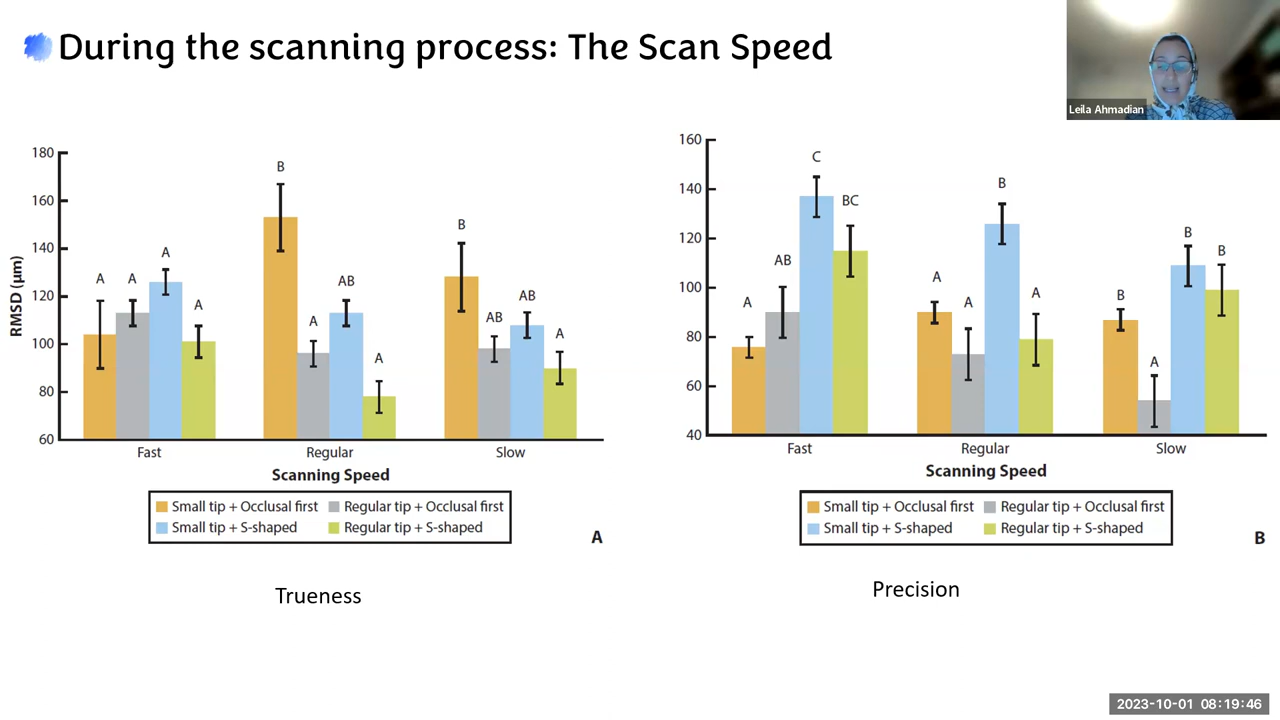 During the scanning process: The Scan Speed
Leila Ahmadian
RMSD (µm)
180
160
140
120
100
80
60
A
A
A
A
B
A
AB
A
B
AB
AB
A
Fast
Regular
Slow
Scanning Speed
Small tip + Occlusal first
Regular tip + Occlusal first
Small tip + S-shaped
Regular tip + S-shaped
A
Trueness
160
140
120
100
80
60
40
A
AB
C
BC
A
A
B
A
B
A
B
B
Fast
Regular
Slow
Scanning Speed
Small tip + Occlusal first
Regular tip + Occlusal first
Small tip + S-shaped
Regular tip + S-shaped
B
Precision
2023-10-01 08:19:46